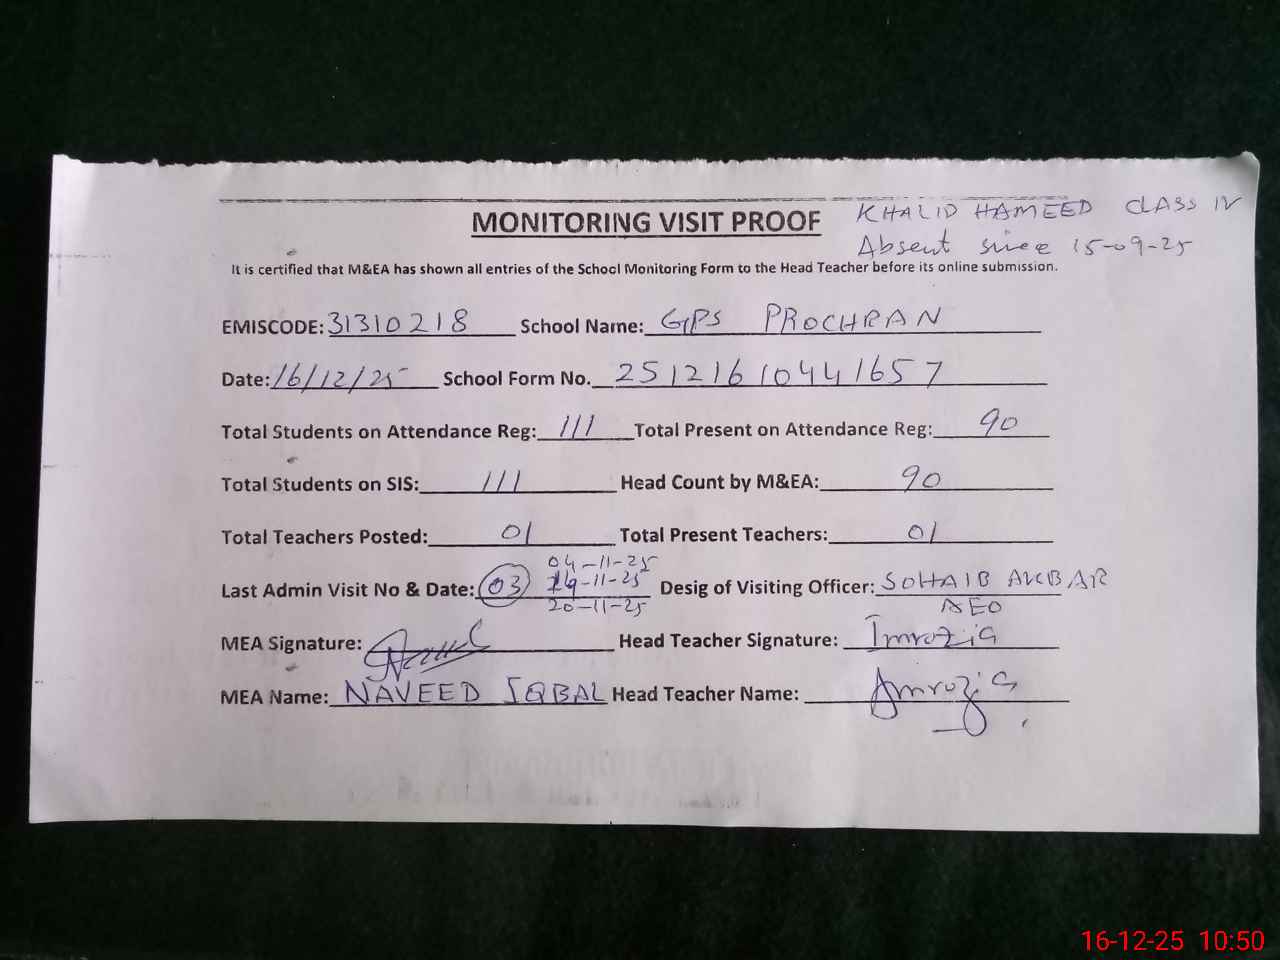 MONITORING VISIT PROOF
KHALID HAMEED CLASS IV
Absent since 15-09-25
It is certified that M&EA has shown all entries of the School Monitoring Form to the Head Teacher before its online submission.
EMISCODE: 31310218 School Name: GPS PROCHRAN
Date: 16/12/25 School Form No. 25121610441657
Total Students on Attendance Reg: 111 Total Present on Attendance Reg: 90
Total Students on SIS: 111 Head Count by M&EA: 90
Total Teachers Posted: 01 Total Present Teachers: 01
04-11-25
Last Admin Visit No & Date: 03 19-11-25 Desig of Visiting Officer: SOHAIB AKBAR
20-11-25 AEO
MEA Signature: Head Teacher Signature: Imrozia
MEA Name: NAVEED IQBAL Head Teacher Name: Amrozia
16-12-25 10:50